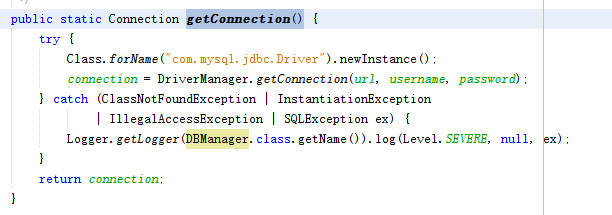 */
public static Connection getConnection() {
try {
Class.forName("com.mysql.jdbc.Driver").newInstance();
connection = DriverManager.getConnection(url, username, password);
} catch (ClassNotFoundException | InstantiationException
| IllegalAccessException | SQLException ex) {
Logger.getLogger(DBManager.class.getName()).log(Level.SEVERE, null, ex);
}
return connection;
}